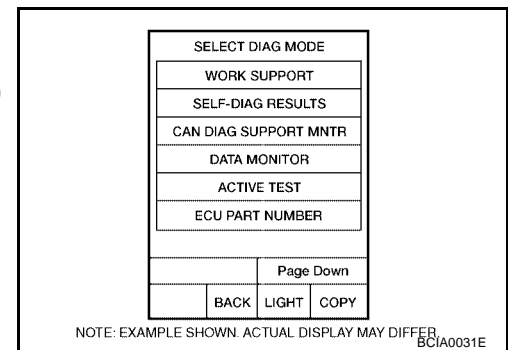 SELECT DIAG MODE
WORK SUPPORT
SELF-DIAG RESULTS
CAN DIAG SUPPORT MNTR
DATA MONITOR
ACTIVE TEST
ECU PART NUMBER
Page Down
BACK LIGHT COPY
NOTE: EXAMPLE SHOWN. ACTUAL DISPLAY MAY DIFFER
BCIA0031E